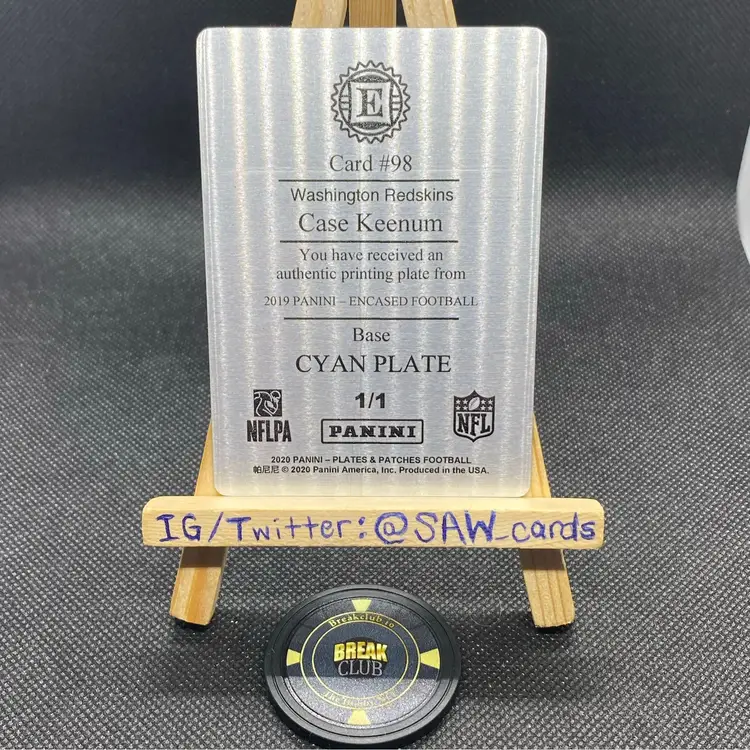 E
Card #98
Washington Redskins
Case Keenum
You have received an
authentic printing plate from
2019 PANINI – ENCASED FOOTBALL
Base
CYAN PLATE
1/1
NFLPA
PANINI
NFL
2020 PANINI – PLATES & PATCHES FOOTBALL
帕尼尼 © 2020 Panini America, Inc. Produced in the USA.
IG/Twitter:@SAW_cards
Breakclub.io
BREAK
CLUB